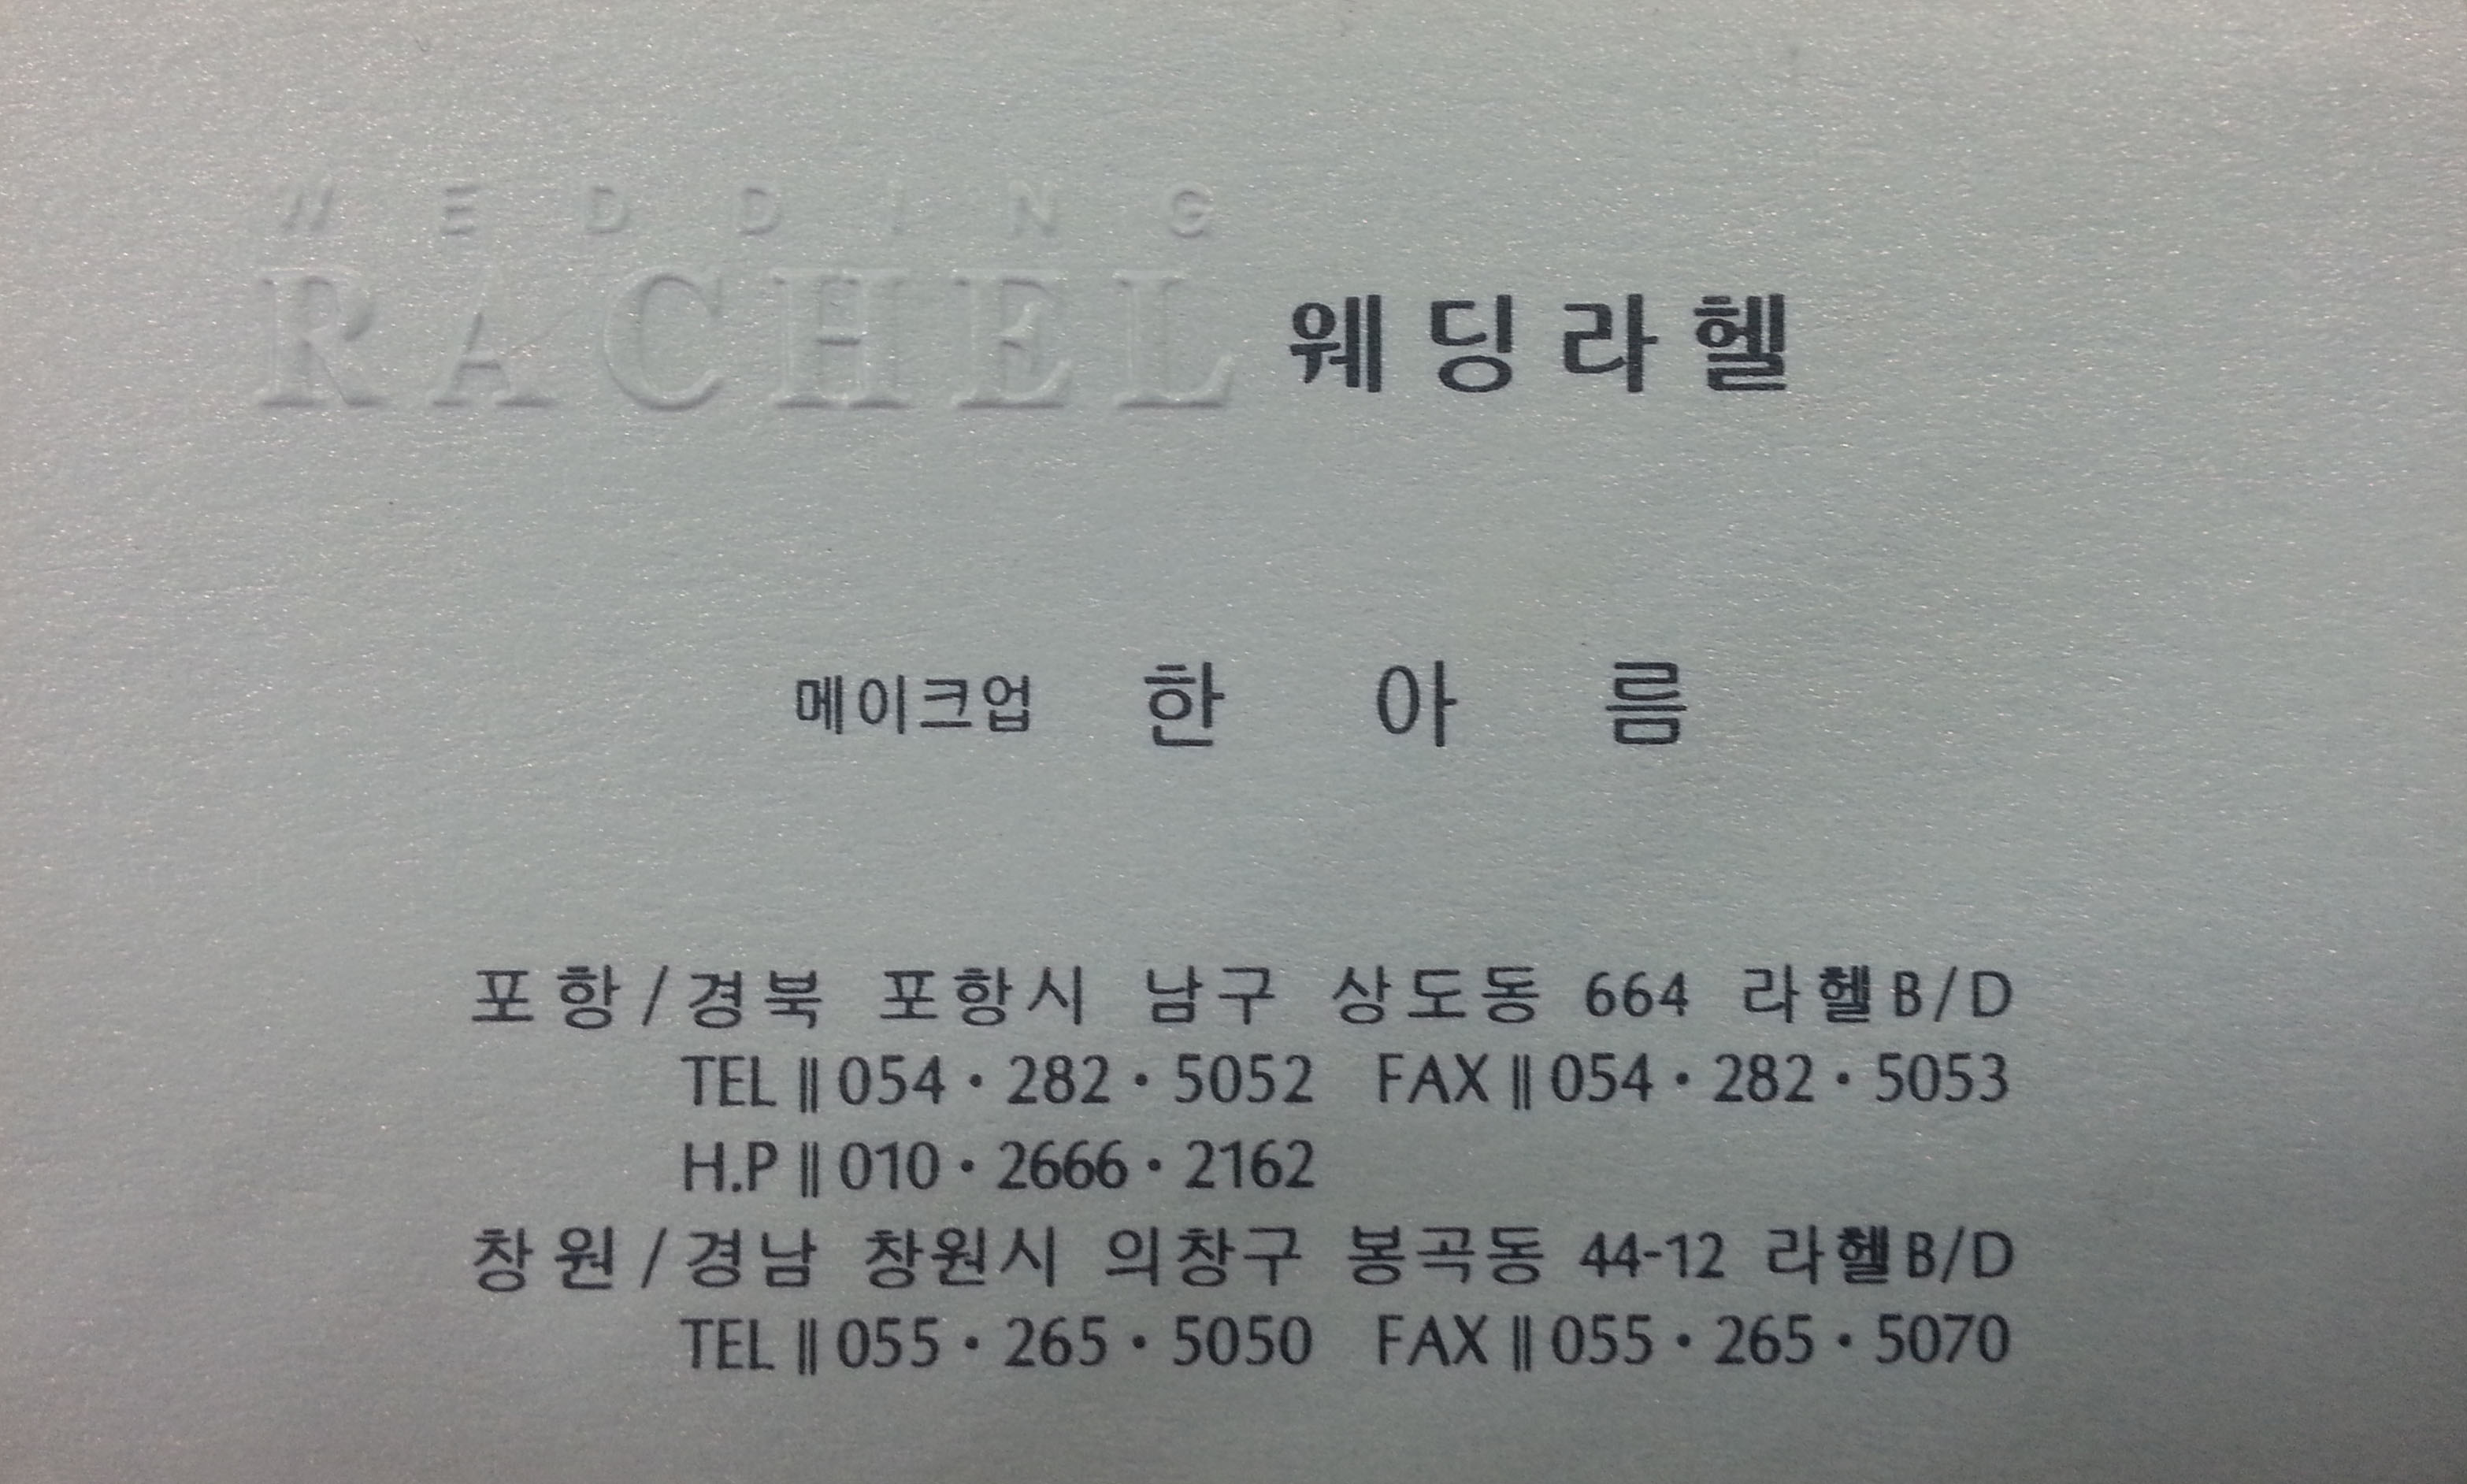 WEDDING
RACHEL 웨딩라헬
메이크업 한 아 름
포항/경북 포항시 남구 상도동 664 라헬B/D
TEL || 054・282・5052 FAX || 054・282・5053
H.P || 010・2666・2162
창원/경남 창원시 의창구 봉곡동 44-12 라헬B/D
TEL || 055・265・5050 FAX || 055・265・5070